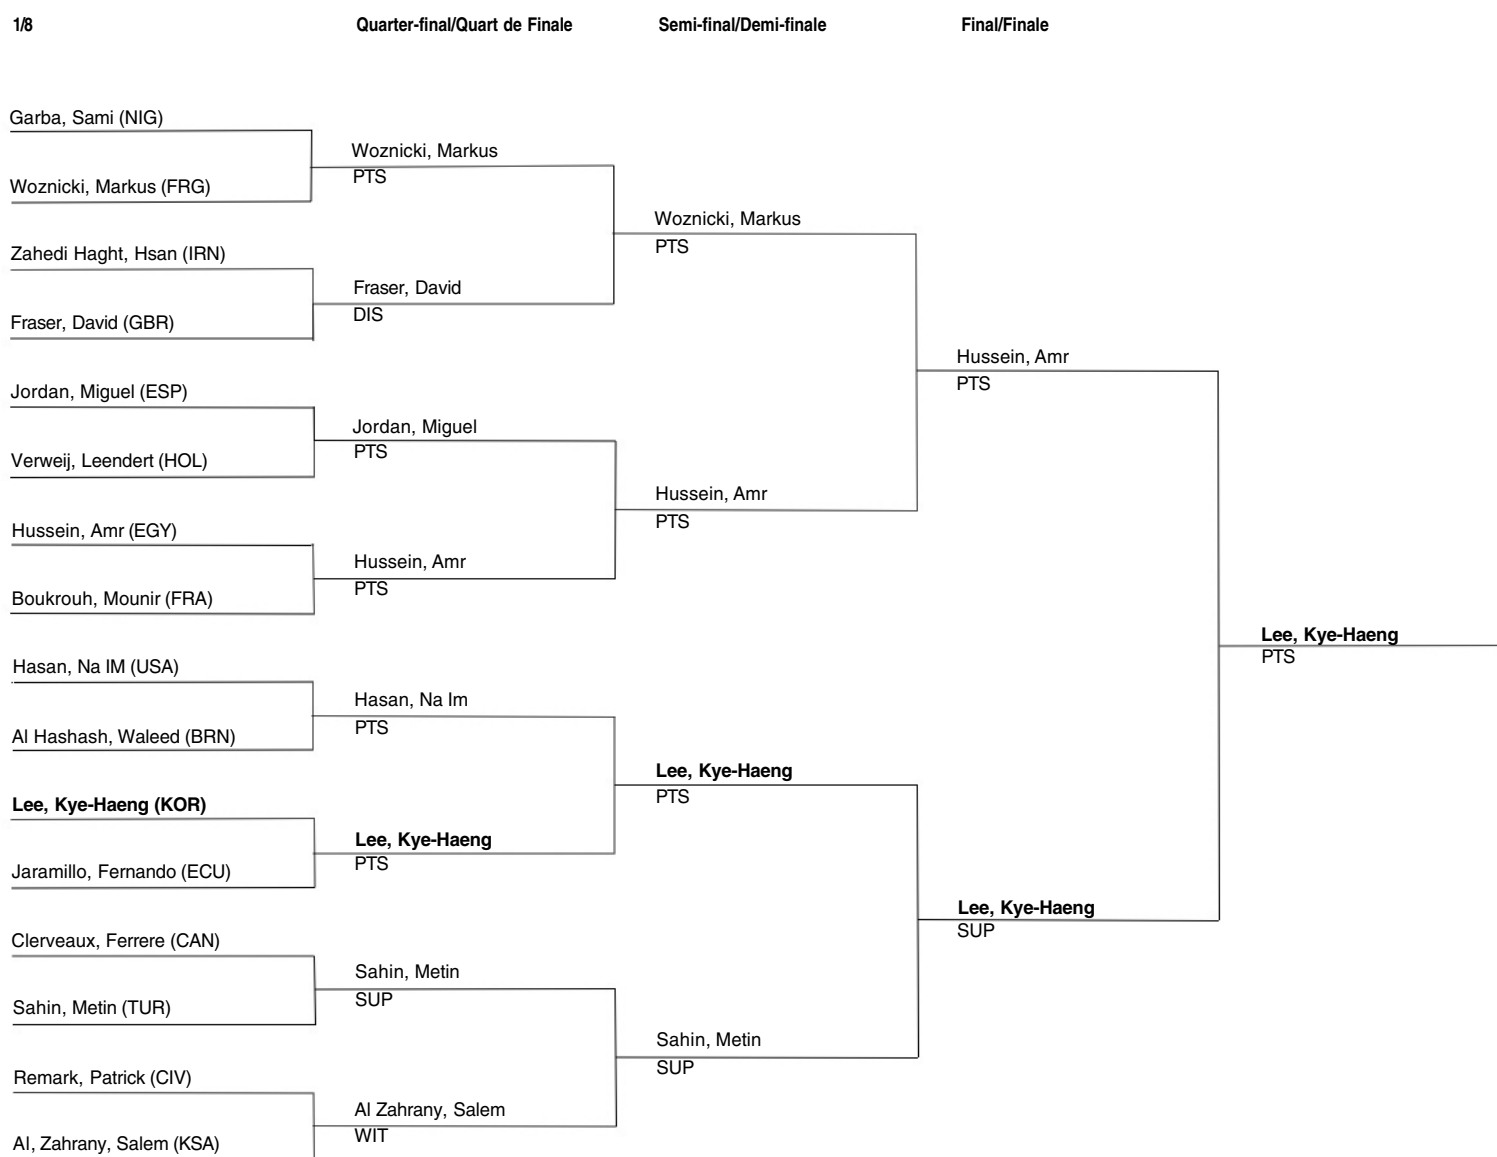 1/8
Quarter-final/Quart de Finale
Semi-final/Demi-finale
Final/Finale
Garba, Sami (NIG)
Woznicki, Markus (FRG)
Zahedi Haght, Hsan (IRN)
Fraser, David (GBR)
Jordan, Miguel (ESP)
Verweij, Leendert (HOL)
Hussein, Amr (EGY)
Boukrouh, Mounir (FRA)
Hasan, Na IM (USA)
Al Hashash, Waleed (BRN)
Lee, Kye-Haeng (KOR)
Jaramillo, Fernando (ECU)
Clerveaux, Ferrere (CAN)
Sahin, Metin (TUR)
Remark, Patrick (CIV)
Al, Zahrany, Salem (KSA)
Woznicki, Markus
PTS
Fraser, David
DIS
Jordan, Miguel
PTS
Hussein, Amr
PTS
Hasan, Na Im
PTS
Lee, Kye-Haeng
PTS
Sahin, Metin
SUP
Al Zahrany, Salem
WIT
Woznicki, Markus
PTS
Hussein, Amr
PTS
Lee, Kye-Haeng
PTS
Sahin, Metin
SUP
Hussein, Amr
PTS
Lee, Kye-Haeng
SUP
Lee, Kye-Haeng
PTS